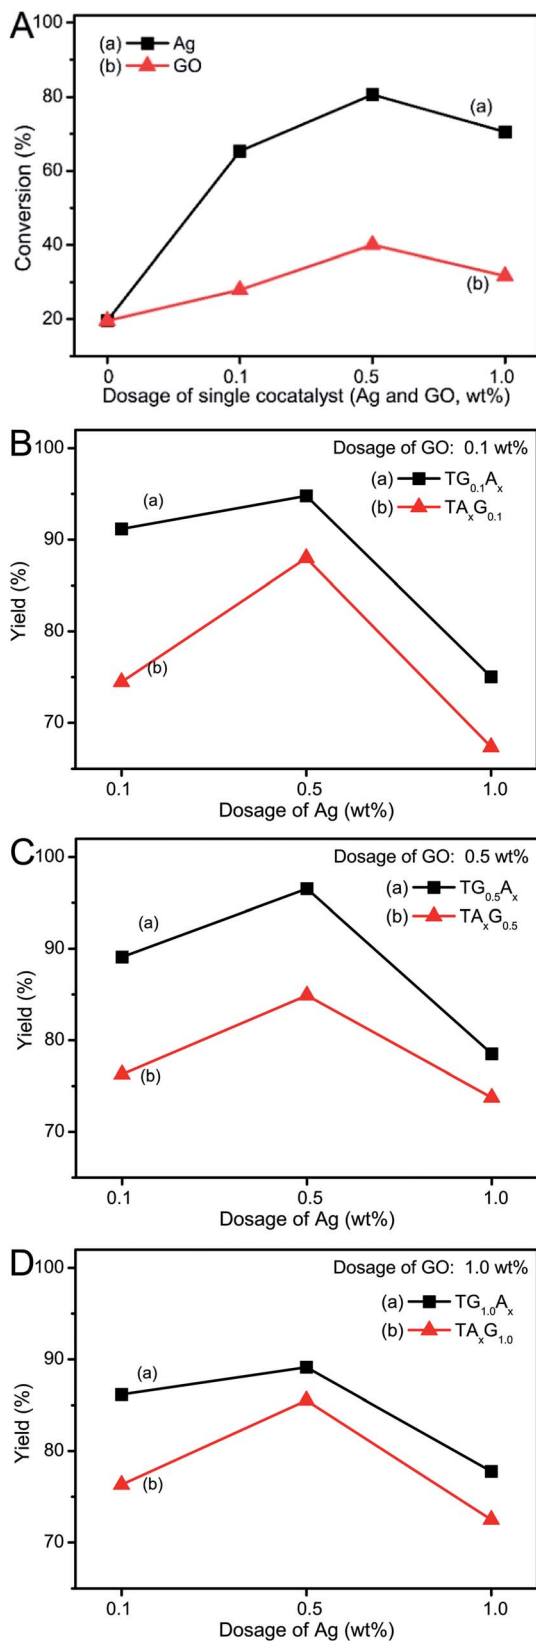 A
100
80
60
40
20
Conversion (%)
(a) Ag
(b) GO
(a)
(b)
0 0.1 0.5 1.0
Dosage of single cocatalyst (Ag and GO, wt%)
B
100
90
80
70
Yield (%)
Dosage of GO: 0.1 wt%
(a) TG0.1Ax
(b) TAxG0.1
(a)
(b)
0.1 0.5 1.0
Dosage of Ag (wt%)
C
100
90
80
70
Yield (%)
Dosage of GO: 0.5 wt%
(a) TG0.5Ax
(b) TAxG0.5
(a)
(b)
0.1 0.5 1.0
Dosage of Ag (wt%)
D
100
90
80
70
Yield (%)
Dosage of GO: 1.0 wt%
(a) TG1.0Ax
(b) TAxG1.0
(a)
(b)
0.1 0.5 1.0
Dosage of Ag (wt%)